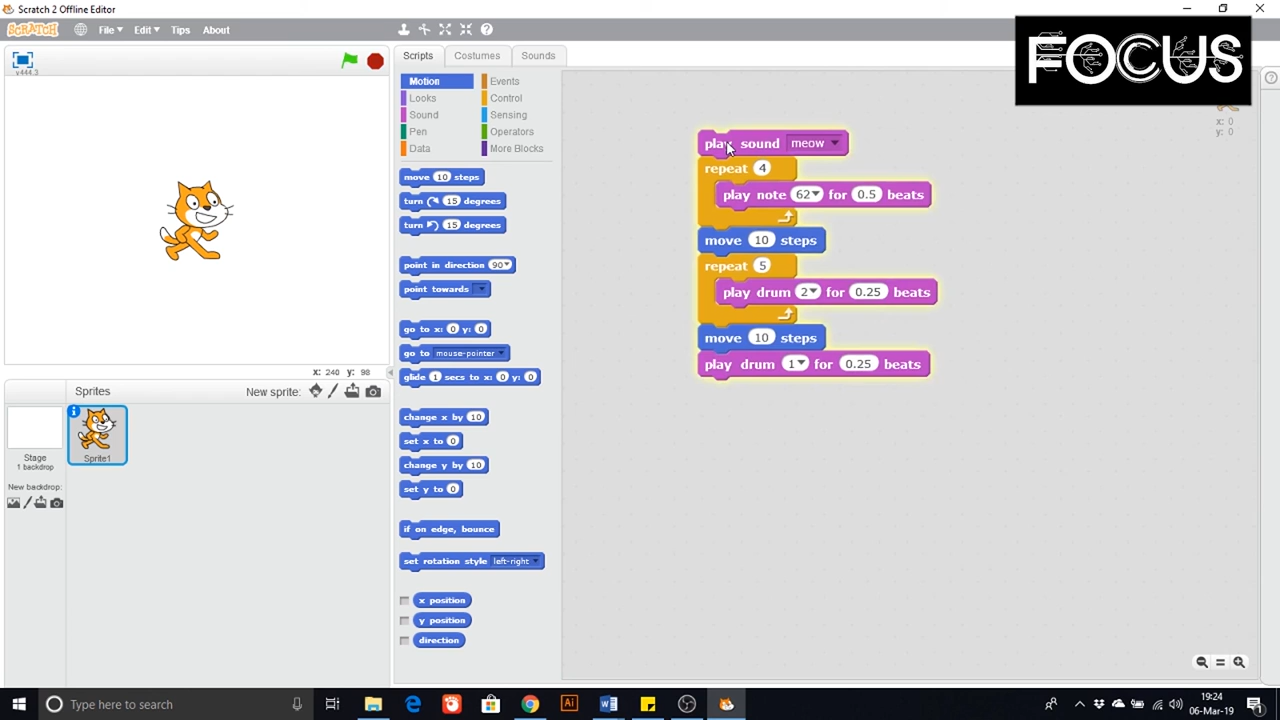 Scratch 2 Offline Editor
SCRATCH File Edit Tips About
FOCUS
v444.3
Scripts Costumes Sounds
Motion Events
Looks Control
Sound Sensing
Pen Operators
Data More Blocks
move 10 steps
turn 15 degrees
turn 15 degrees
point in direction 90
point towards
go to x: 0 y: 0
go to mouse-pointer
glide 1 secs to x: 0 y: 0
change x by 10
set x to 0
change y by 10
set y to 0
if on edge, bounce
set rotation style left-right
x position
y position
direction
play sound meow
repeat 4
play note 62 for 0.5 beats
move 10 steps
repeat 5
play drum 2 for 0.25 beats
move 10 steps
play drum 1 for 0.25 beats
x: 0
y: 0
x: 240 y: 98
Sprites New sprite:
Stage
1 backdrop
New backdrop:
Sprite1
Type here to search
19:24
06-Mar-19